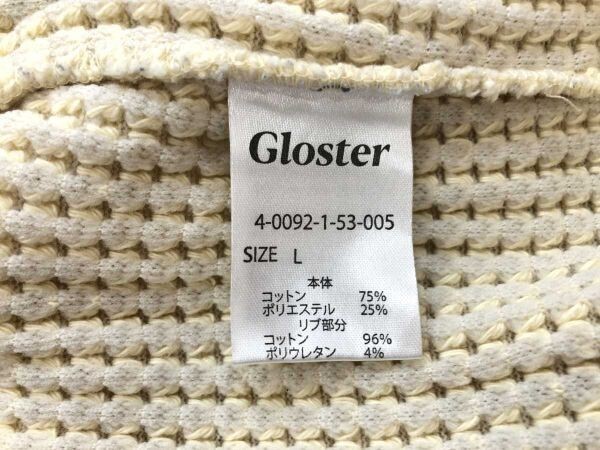 Gloster
4-0092-1-53-005
SIZE L
本体
コットン 75%
ポリエステル 25%
リブ部分
コットン 96%
ポリウレタン 4%